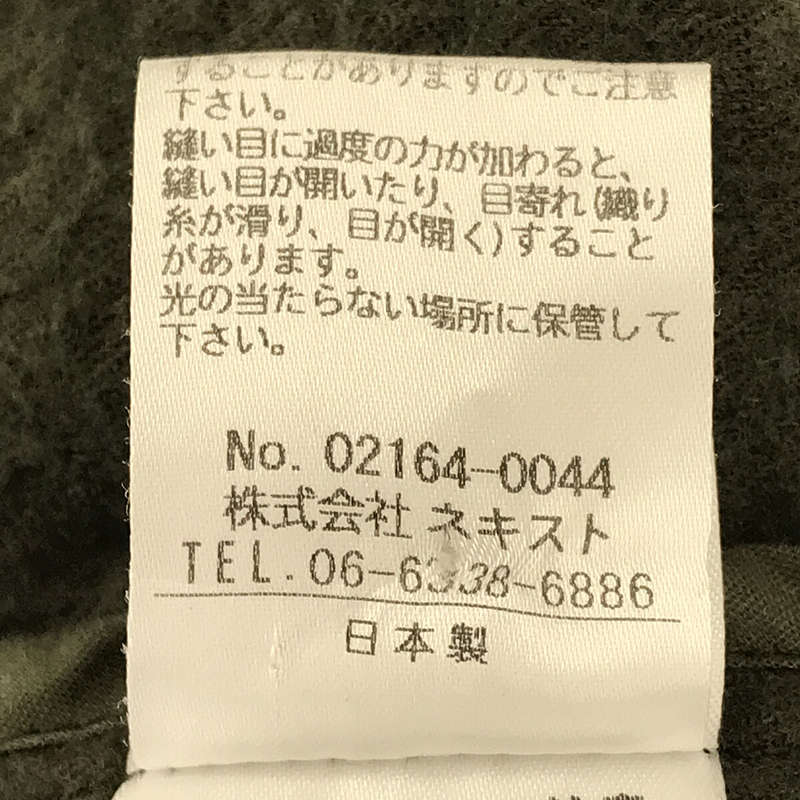 することがありますのでご注意
下さい。
縫い目に過度の力が加わると、
縫い目が開いたり、目寄れ(織り
糸が滑り、目が開く)すること
があります。
光の当たらない場所に保管して
下さい。
No. 02164-0044
株式会社 ネキスト
TEL. 06-6338-6886
日本製